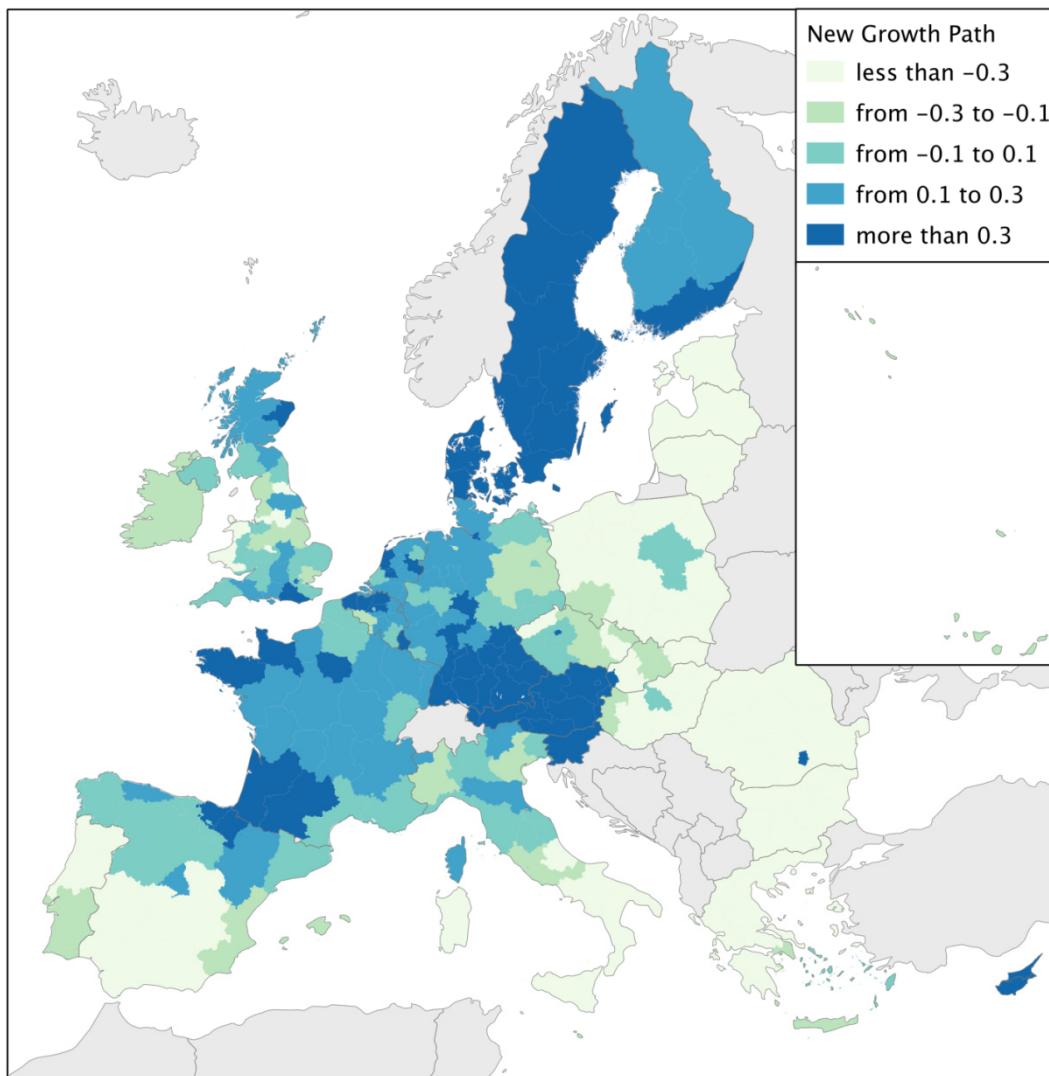 New Growth Path
less than −0.3
from −0.3 to −0.1
from −0.1 to 0.1
from 0.1 to 0.3
more than 0.3